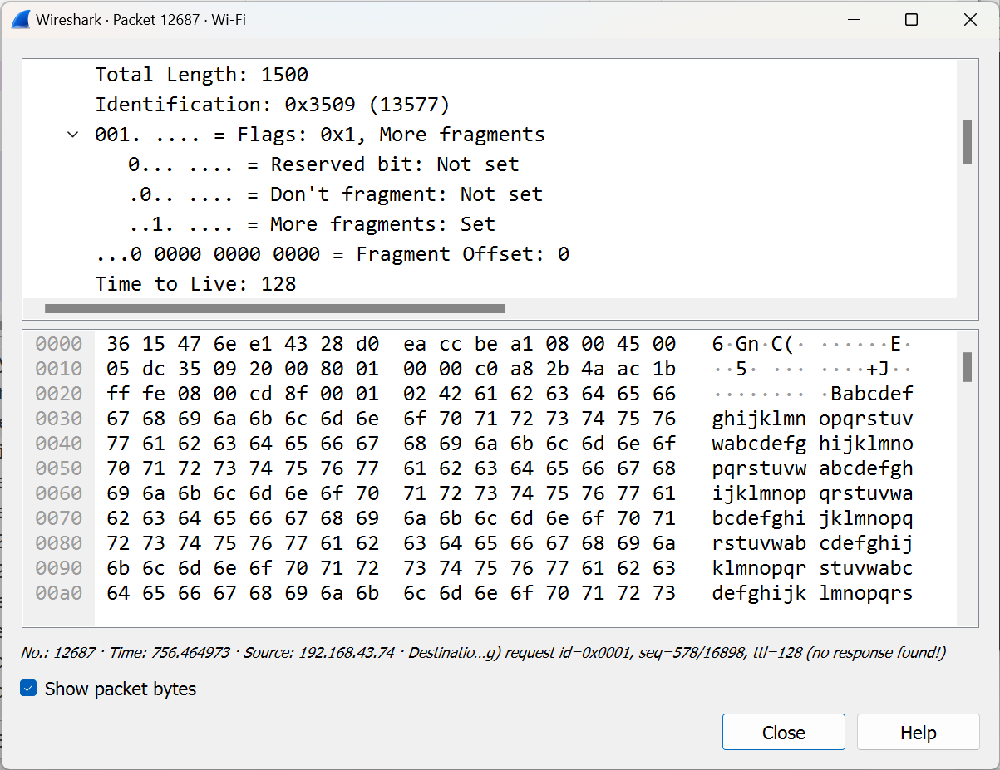 Wireshark · Packet 12687 · Wi-Fi
Total Length: 1500
Identification: 0x3509 (13577)
001. .... = Flags: 0x1, More fragments
0... .... = Reserved bit: Not set
.0.. .... = Don't fragment: Not set
..1. .... = More fragments: Set
...0 0000 0000 0000 = Fragment Offset: 0
Time to Live: 128
0000 36 15 47 6e e1 43 28 d0 ea cc be a1 08 00 45 00 6·Gn·C(· ······E·
0010 05 dc 35 09 20 00 80 01 00 00 c0 a8 2b 4a ac 1b ··5· ··· ····+J··
0020 ff fe 08 00 cd 8f 00 01 02 42 61 62 63 64 65 66 ········ ·Babcdef
0030 67 68 69 6a 6b 6c 6d 6e 6f 70 71 72 73 74 75 76 ghijklmn opqrstuv
0040 77 61 62 63 64 65 66 67 68 69 6a 6b 6c 6d 6e 6f wabcdefg hijklmno
0050 70 71 72 73 74 75 76 77 61 62 63 64 65 66 67 68 pqrstuvw abcdefgh
0060 69 6a 6b 6c 6d 6e 6f 70 71 72 73 74 75 76 77 61 ijklmnop qrstuvwa
0070 62 63 64 65 66 67 68 69 6a 6b 6c 6d 6e 6f 70 71 bcdefghi jklmnopq
0080 72 73 74 75 76 77 61 62 63 64 65 66 67 68 69 6a rstuvwab cdefghij
0090 6b 6c 6d 6e 6f 70 71 72 73 74 75 76 77 61 62 63 klmnopqr stuvwabc
00a0 64 65 66 67 68 69 6a 6b 6c 6d 6e 6f 70 71 72 73 defghijk lmnopqrs
No.: 12687 · Time: 756.464973 · Source: 192.168.43.74 · Destinatio...g) request id=0x0001, seq=578/16898, ttl=128 (no response found!)
Show packet bytes
Close
Help